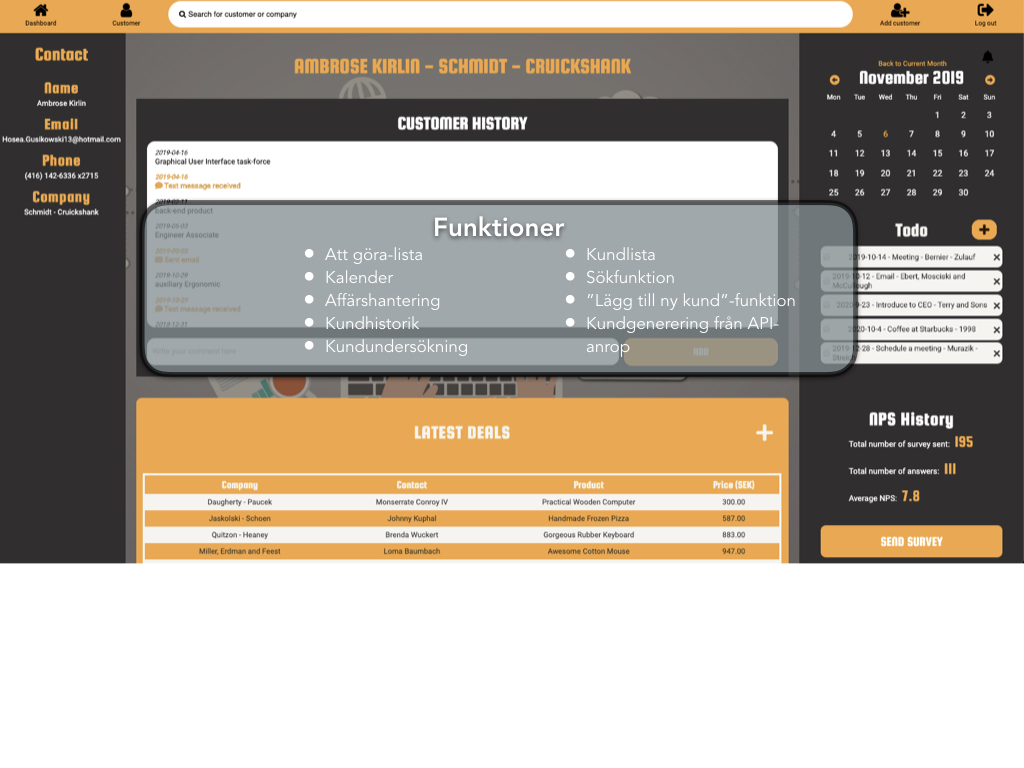 Search for customer or company
Dashboard
Customer
Add customer
Log out
Contact
Name
Ambrose Kirlin
Email
Hosea.Gusikowski13@hotmail.com
Phone
(416) 142-6336 x2715
Company
Schmidt - Cruickshank
AMBROSE KIRLIN - SCHMIDT - CRUICKSHANK
CUSTOMER HISTORY
2019-04-16
Graphical User Interface task-force
2019-04-16
Text message received
2019-02-11
back-end product
2019-05-03
Engineer Associate
Sent email
2019-10-29
auxiliary Ergonomic
Text message received
2018-12-21
Write your comment here
ADD
Funktioner
Att göra-lista
Kalender
Affärshantering
Kundhistorik
Kundundersökning
Kundlista
Sökfunktion
”Lägg till ny kund”-funktion
Kundgenerering från API-
anrop
LATEST DEALS
+
Company Contact Product Price (SEK)
Daugherty - Paucek Monserrate Conroy IV Practical Wooden Computer 300.00
Jaskolski - Schoen Johnny Kuphal Handmade Frozen Pizza 587.00
Quitzon - Heaney Brenda Wuckert Gorgeous Rubber Keyboard 883.00
Miller, Erdman and Feest Loma Baumbach Awesome Cotton Mouse 947.00
Back to Current Month
November 2019
Mon Tue Wed Thu Fri Sat Sun
1 2 3
4 5 6 7 8 9 10
11 12 13 14 15 16 17
18 19 20 21 22 23 24
25 26 27 28 29 30
Todo
+
2019-10-14 - Meeting - Bernier - Zulauf
2019-10-12 - Email - Ebert, Mosciski and
McCullough
9-23 - Introduce to CEO - Terry and Sons
2020-10-4 - Coffee at Starbucks - 1998
2019-12-28 - Schedule a meeting - Murazik -
NPS History
Total number of survey sent: 195
Total number of answers: 111
Average NPS: 7.8
SEND SURVEY